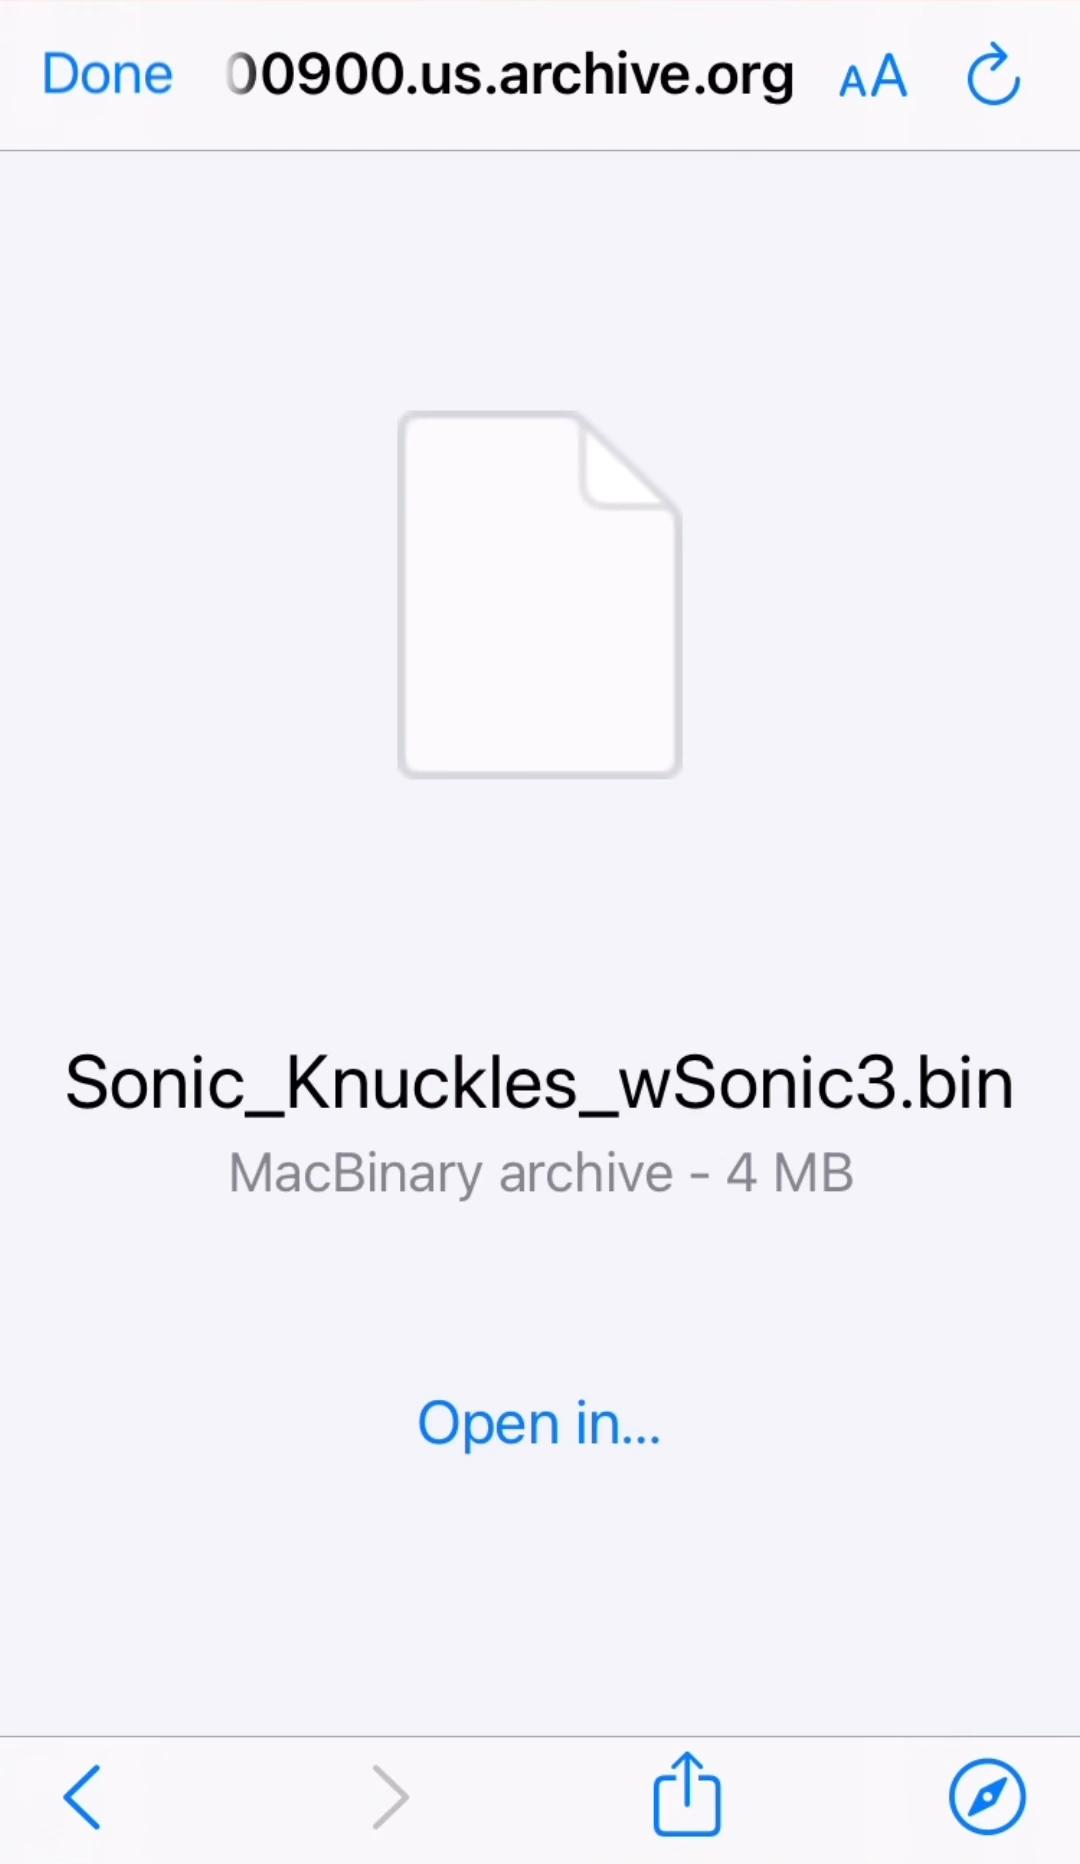 Done 00900.us.archive.org AA
Sonic_Knuckles_wSonic3.bin
MacBinary archive - 4 MB
Open in...